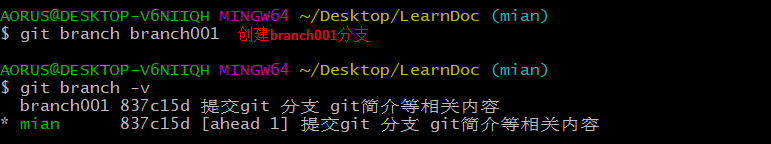 AORUS@DESKTOP-V6NIIQH MINGW64 ~/Desktop/LearnDoc (mian)
$ git branch branch001 创建branch001分支
AORUS@DESKTOP-V6NIIQH MINGW64 ~/Desktop/LearnDoc (mian)
$ git branch -v
branch001 837c15d 提交git 分支 git简介等相关内容
* mian 837c15d [ahead 1] 提交git 分支 git简介等相关内容